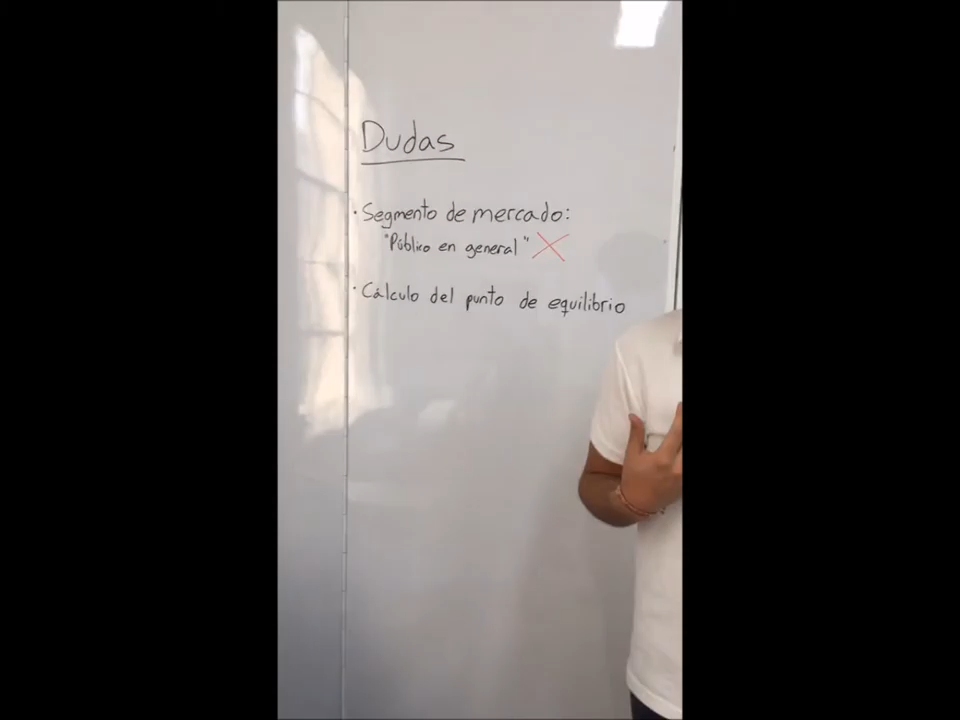 Dudas
· Segmento de mercado:
"Público en general"
· Cálculo del punto de equilibrio